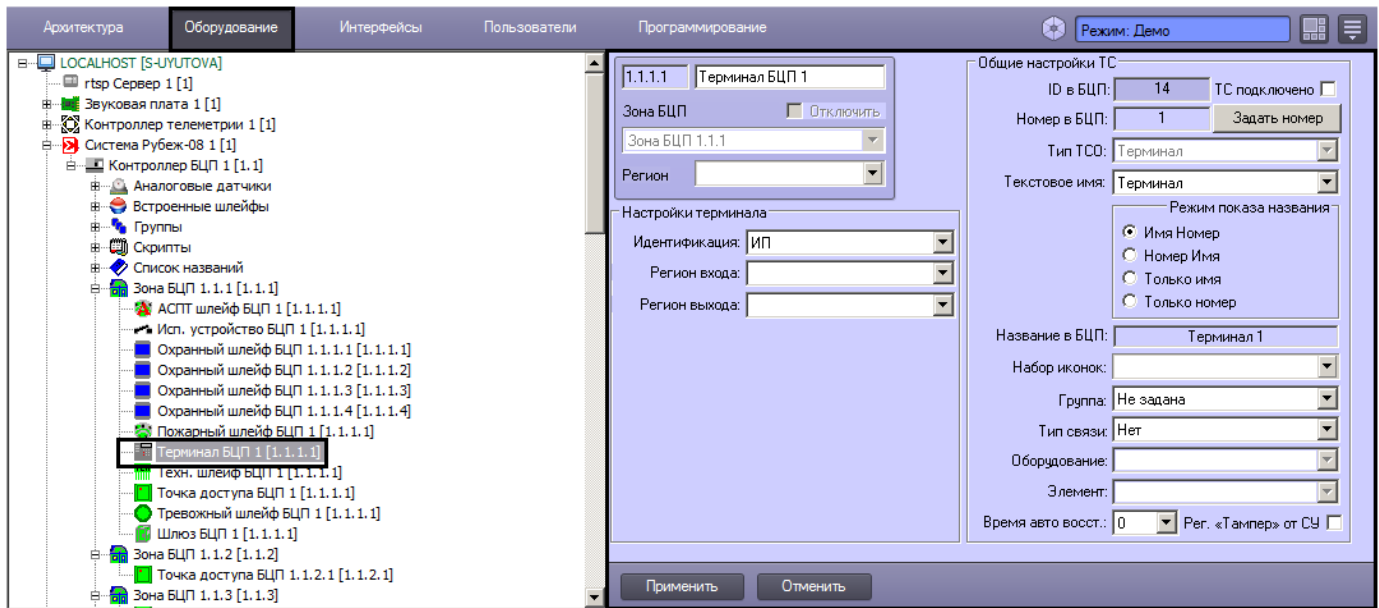 Архитектура Оборудование Интерфейсы Пользователи Программирование Режим: Демо
LOCALHOST [S-UYUTOVA]
rtsp Сервер 1 [1]
Звуковая плата 1 [1]
Контроллер телеметрии 1 [1]
Система Рубеж-08 1 [1]
Контроллер БЦП 1 [1.1]
Аналоговые датчики
Встроенные шлейфы
Группы
Скрипты
Список названий
Зона БЦП 1.1.1 [1.1.1]
АСПТ шлейф БЦП 1 [1.1.1.1]
Исп. устройство БЦП 1 [1.1.1.1]
Охранный шлейф БЦП 1.1.1.1 [1.1.1.1]
Охранный шлейф БЦП 1.1.1.2 [1.1.1.2]
Охранный шлейф БЦП 1.1.1.3 [1.1.1.3]
Охранный шлейф БЦП 1.1.1.4 [1.1.1.4]
Пожарный шлейф БЦП 1 [1.1.1.1]
Терминал БЦП 1 [1.1.1.1]
Техн. шлейф БЦП 1 [1.1.1.1]
Точка доступа БЦП 1 [1.1.1.1]
Тревожный шлейф БЦП 1 [1.1.1.1]
Шлюз БЦП 1 [1.1.1.1]
Зона БЦП 1.1.2 [1.1.2]
Точка доступа БЦП 1.1.2.1 [1.1.2.1]
Зона БЦП 1.1.3 [1.1.3]
1.1.1.1 Терминал БЦП 1
Зона БЦП Отключить
Зона БЦП 1.1.1
Регион
Настройки терминала
Идентификация: ИП
Регион входа:
Регион выхода:
Общие настройки ТС
ID в БЦП: 14 ТС подключено
Номер в БЦП: 1 Задать номер
Тип ТСО: Терминал
Текстовое имя: Терминал
Режим показа названия
Имя Номер
Номер Имя
Только имя
Только номер
Название в БЦП: Терминал 1
Набор иконок:
Группа: Не задана
Тип связи: Нет
Оборудование:
Элемент:
Время авто восст.: 0 Рег. «Тампер» от СУ
Применить Отменить